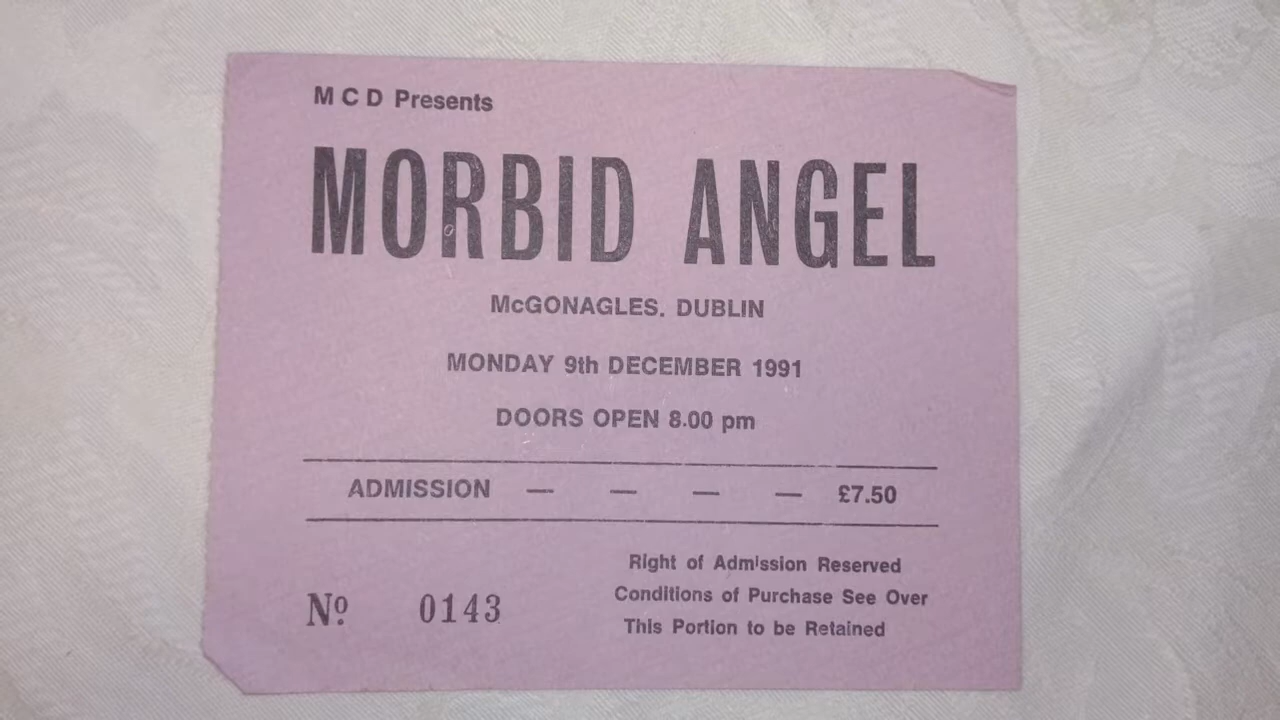 M C D Presents
MORBID ANGEL
McGONAGLES. DUBLIN
MONDAY 9th DECEMBER 1991
DOORS OPEN 8.00 pm
ADMISSION — — — — £7.50
Right of Admission Reserved
Conditions of Purchase See Over
This Portion to be Retained
Nº 0143